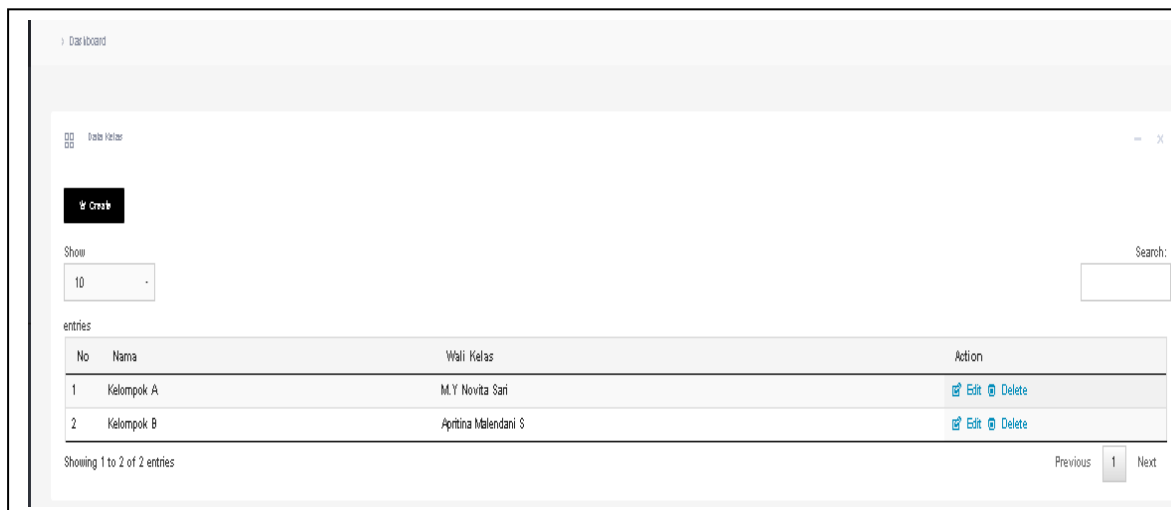 Dashboard
Data Kelas
Create
Show
Search:
10
entries
No Nama Wali Kelas Action
1 Kelompok A M.Y Novita Sari Edit Delete
2 Kelompok B Apritina Malendani S Edit Delete
Showing 1 to 2 of 2 entries Previous 1 Next